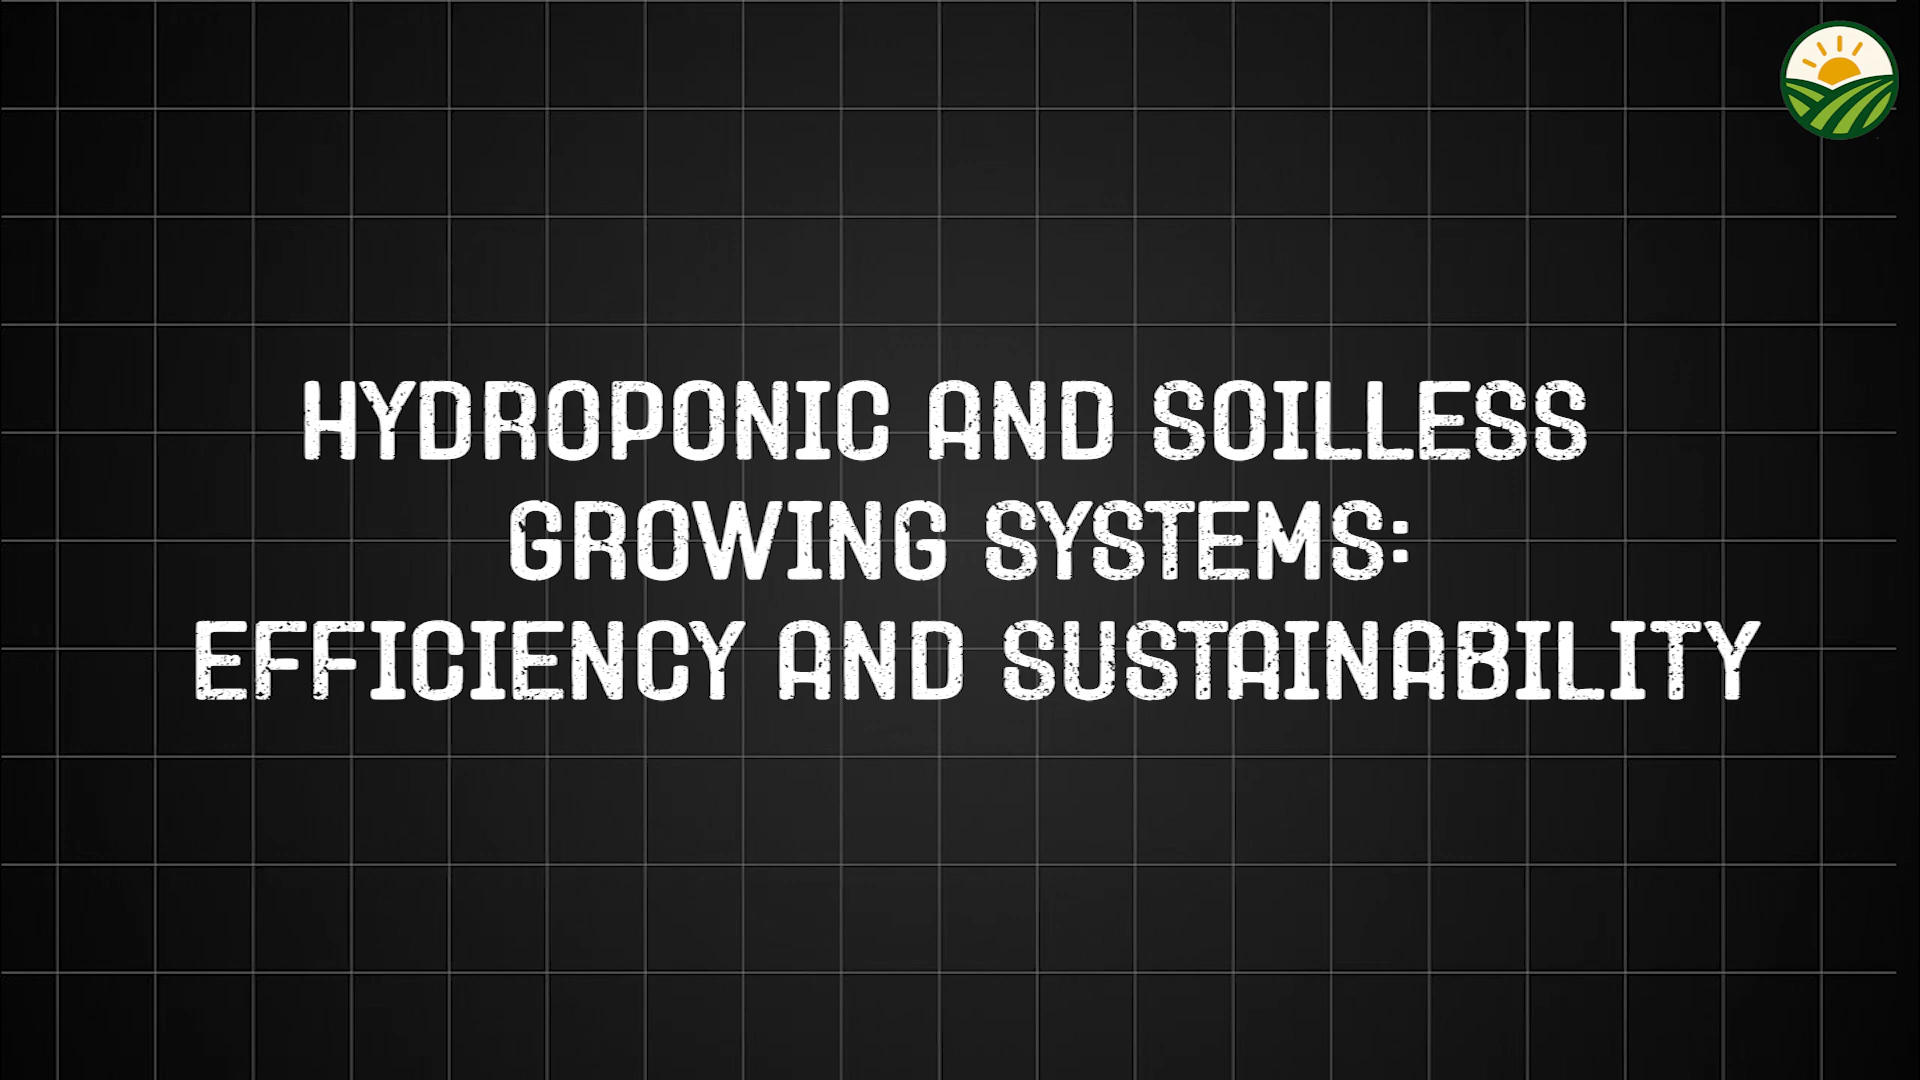 HYDROPONIC AND SOILLESS
GROWING SYSTEMS:
EFFICIENCY AND SUSTAINABILITY